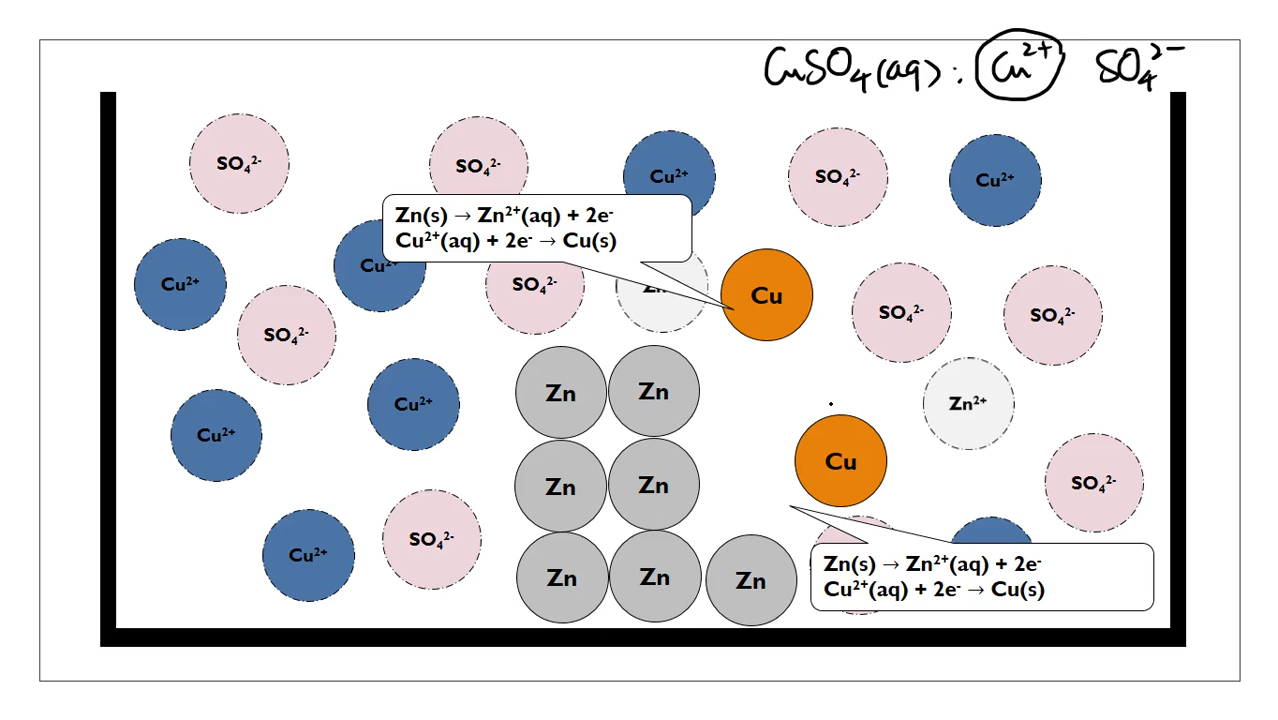 CuSO₄(aq) : Cu²⁺ SO₄²⁻
SO₄²⁻
SO₄²⁻
Cu²⁺
SO₄²⁻
Cu²⁺
Zn(s) → Zn²⁺(aq) + 2e⁻
Cu²⁺(aq) + 2e⁻ → Cu(s)
Cu²⁺
Cu²⁺
SO₄²⁻
SO₄²⁻
Cu
SO₄²⁻
SO₄²⁻
Zn
Zn
Cu²⁺
Zn²⁺
Cu²⁺
Zn
Zn
Cu
SO₄²⁻
Cu²⁺
SO₄²⁻
Zn
Zn
Zn
Zn(s) → Zn²⁺(aq) + 2e⁻
Cu²⁺(aq) + 2e⁻ → Cu(s)